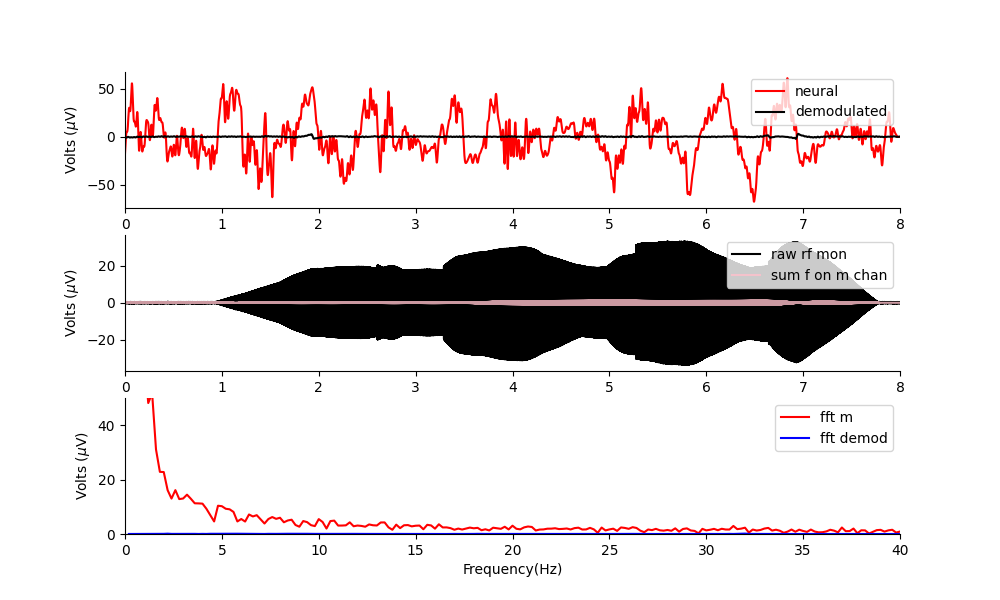 Volts (μV)
50
0
−50
neural
demodulated
0 1 2 3 4 5 6 7 8
Volts (μV)
20
0
−20
raw rf mon
sum f on m chan
0 1 2 3 4 5 6 7 8
Volts (μV)
40
20
0
fft m
fft demod
0 5 10 15 20 25 30 35 40
Frequency(Hz)